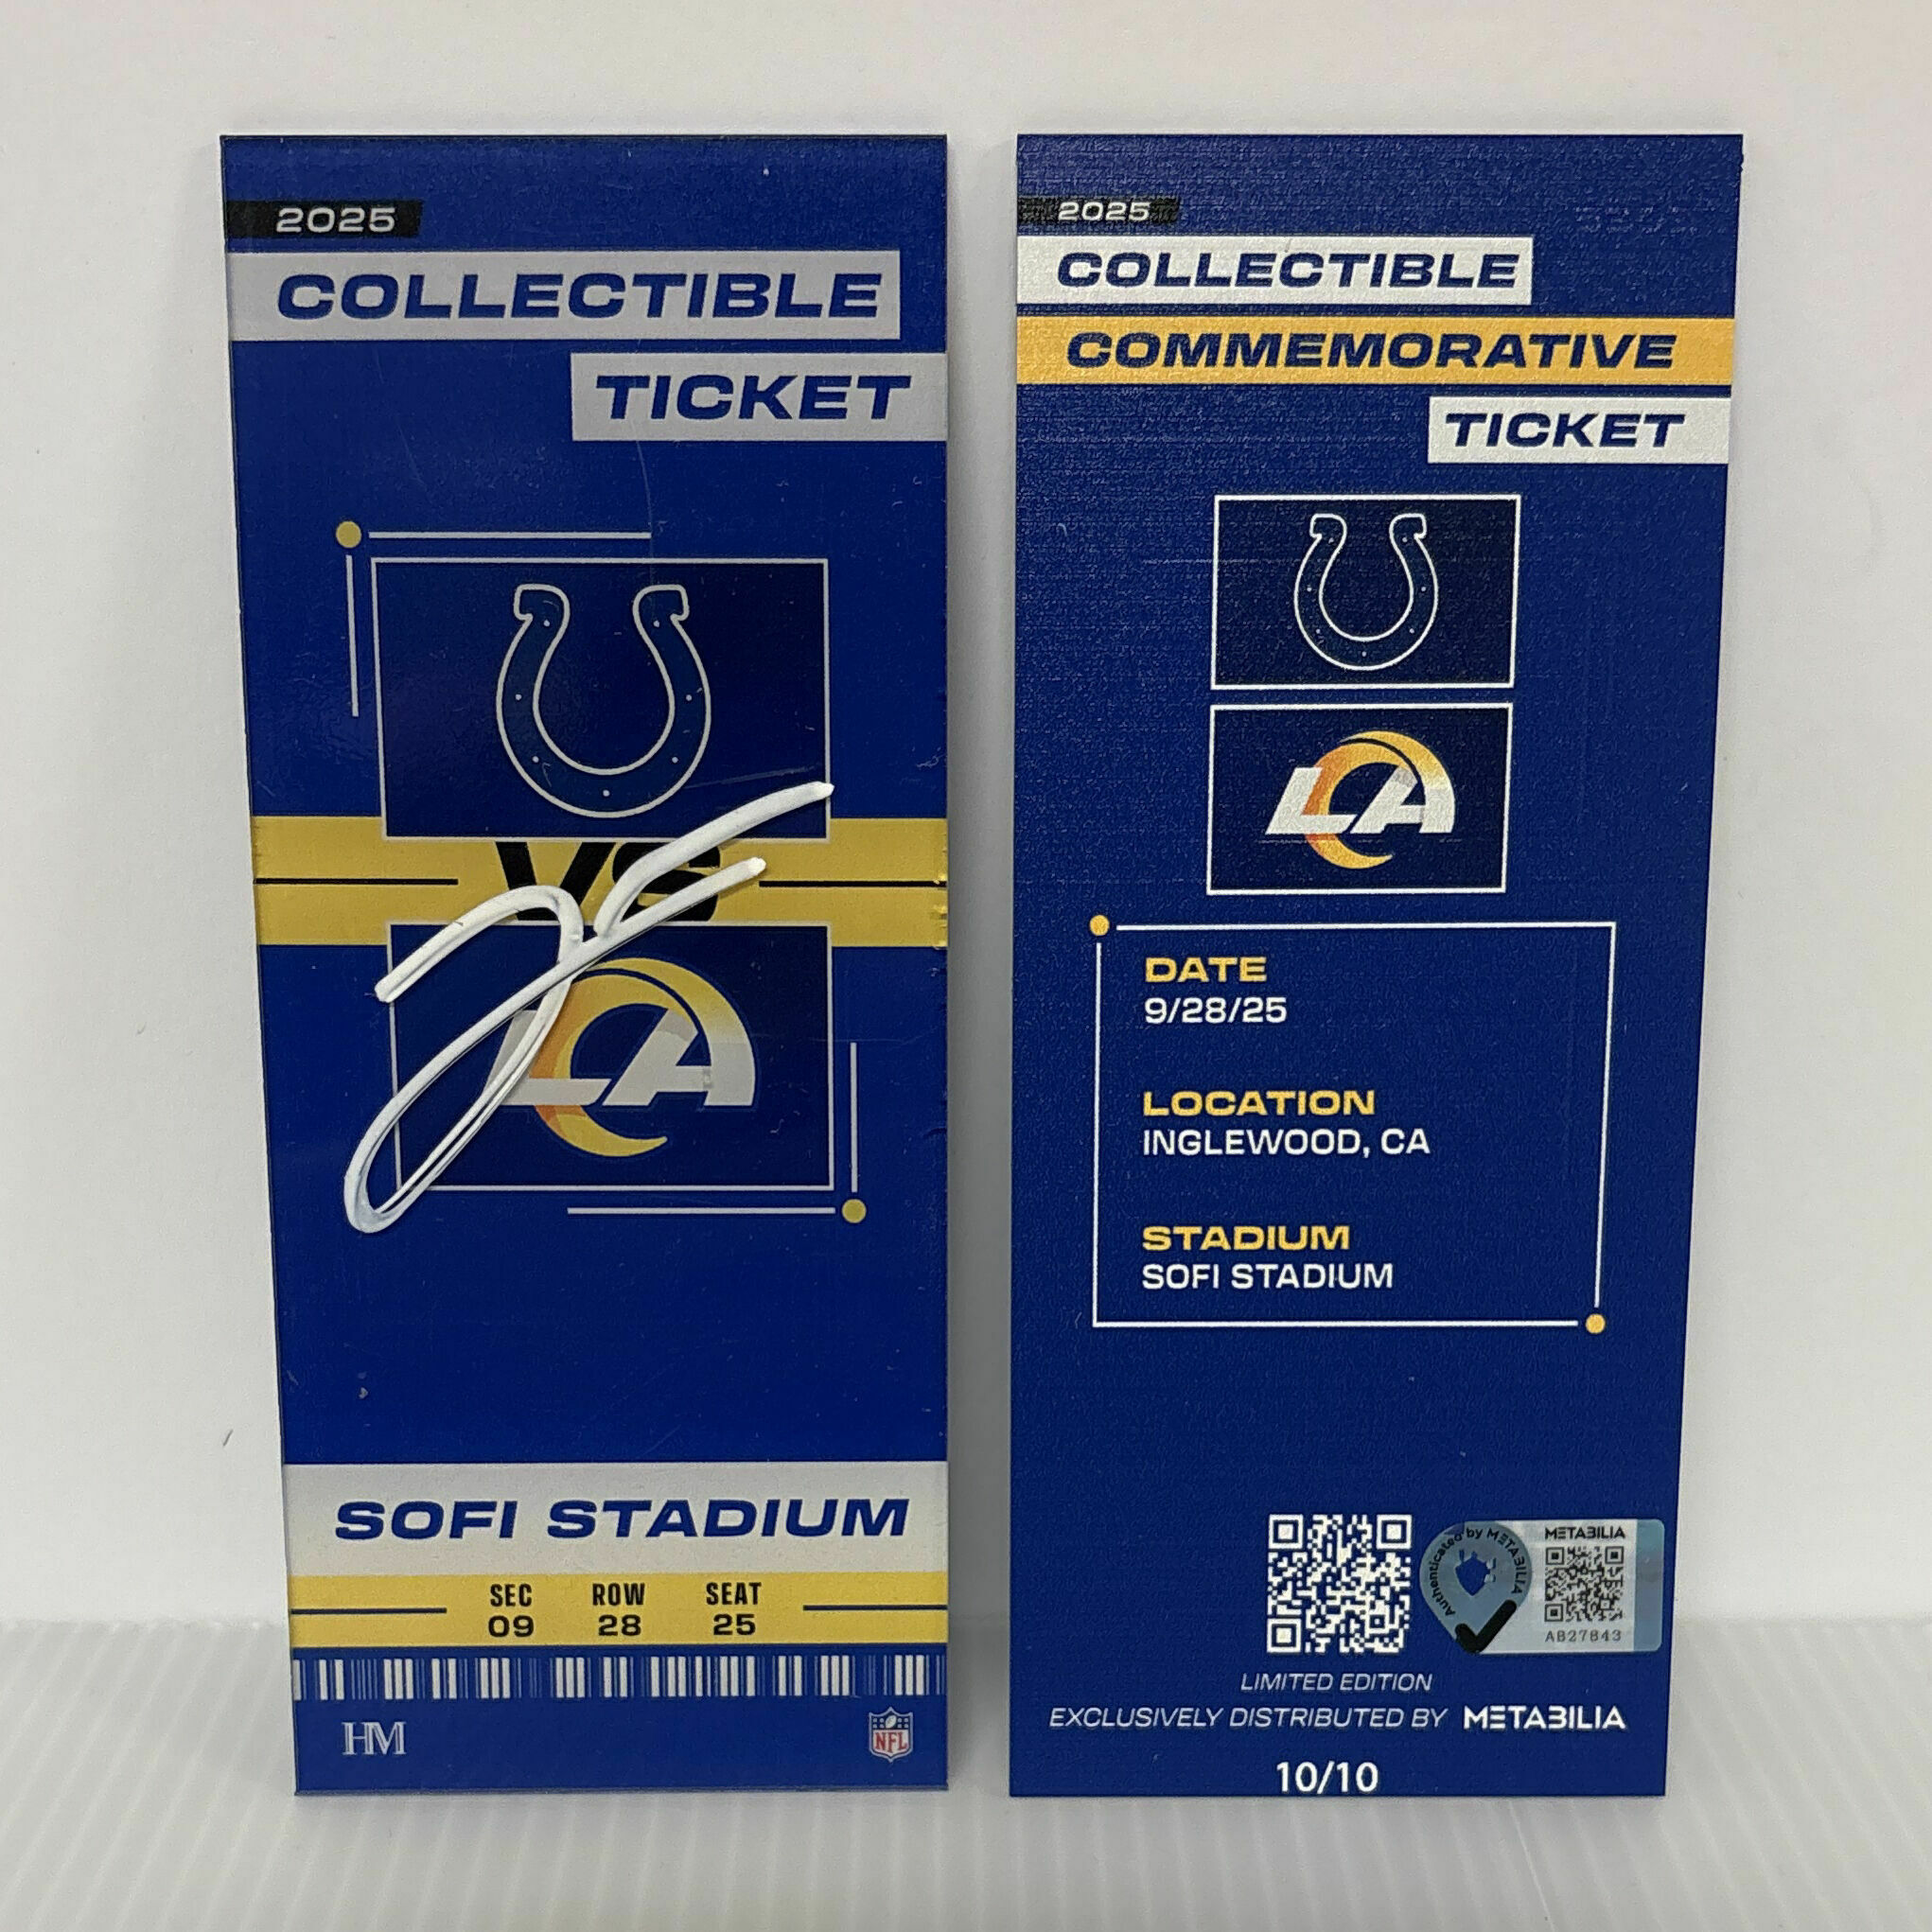 2025
COLLECTIBLE
TICKET
VS
LA
SOFI STADIUM
SEC ROW SEAT
09 28 25
HM
NFL
2025
COLLECTIBLE
COMMEMORATIVE
TICKET
LA
DATE
9/28/25
LOCATION
INGLEWOOD, CA
STADIUM
SOFI STADIUM
Authenticated by METABILIA
METABILIA
AB27843
LIMITED EDITION
EXCLUSIVELY DISTRIBUTED BY METABILIA
10/10